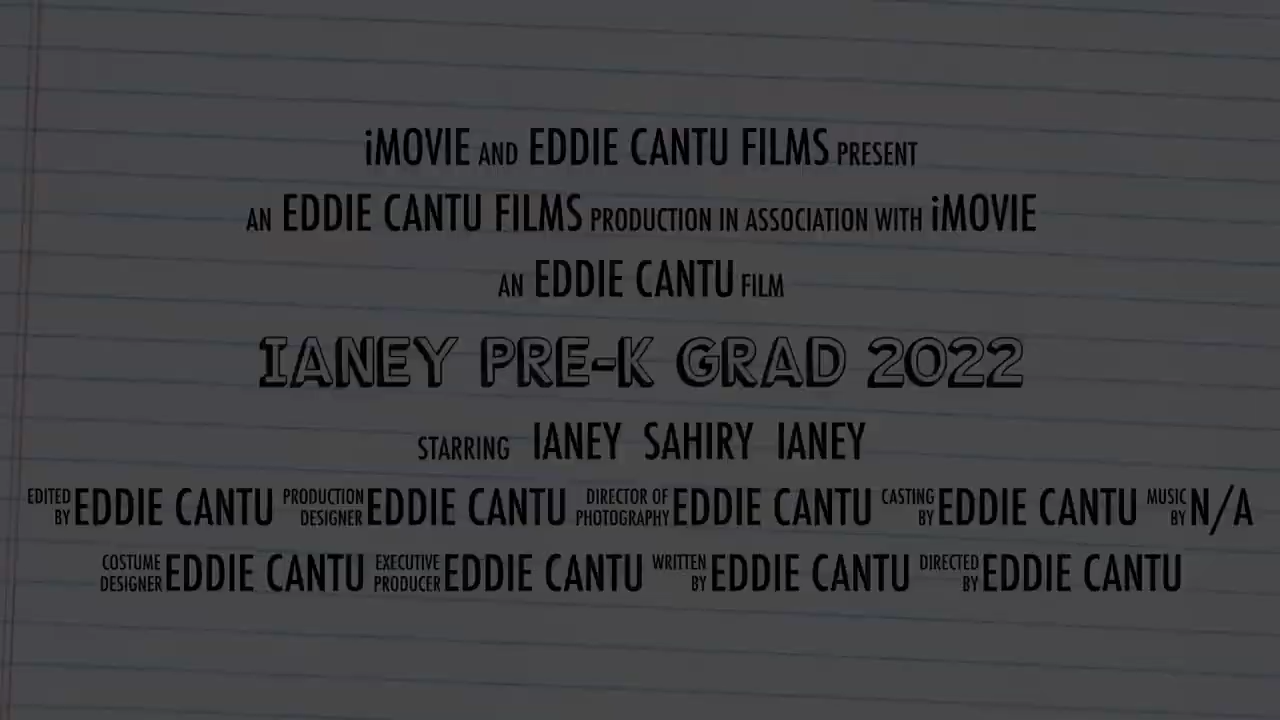 iMOVIE AND EDDIE CANTU FILMS PRESENT
AN EDDIE CANTU FILMS PRODUCTION IN ASSOCIATION WITH iMOVIE
AN EDDIE CANTU FILM
IANEY PRE-K GRAD 2022
STARRING IANEY SAHIRY IANEY
EDITED BY EDDIE CANTU PRODUCTION DESIGNER EDDIE CANTU DIRECTOR OF PHOTOGRAPHY EDDIE CANTU CASTING BY EDDIE CANTU MUSIC BY N/A
COSTUME DESIGNER EDDIE CANTU EXECUTIVE PRODUCER EDDIE CANTU WRITTEN BY EDDIE CANTU DIRECTED BY EDDIE CANTU